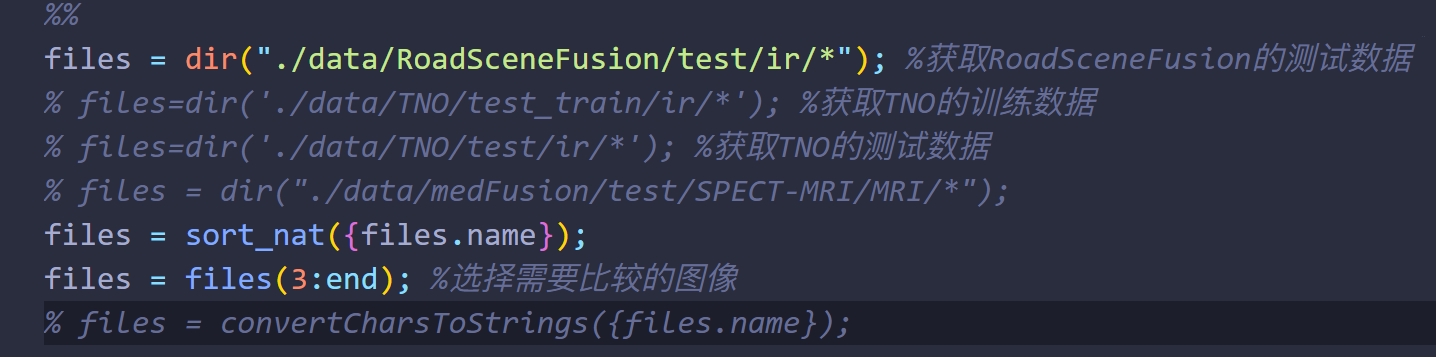 %%
files = dir("./data/RoadSceneFusion/test/ir/*"); %获取RoadSceneFusion的测试数据
% files=dir('./data/TNO/test_train/ir/*'); %获取TNO的训练数据
% files=dir('./data/TNO/test/ir/*'); %获取TNO的测试数据
% files = dir("./data/medFusion/test/SPECT-MRI/MRI/*");
files = sort_nat({files.name});
files = files(3:end); %选择需要比较的图像
% files = convertCharsToStrings({files.name});